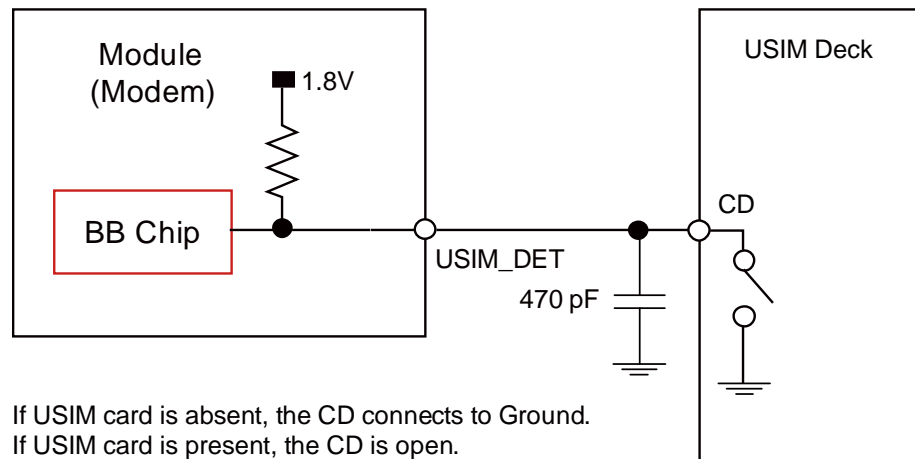 Module
(Modem)
1.8V
BB Chip
USIM_DET
470 pF
USIM Deck
CD
If USIM card is absent, the CD connects to Ground.
If USIM card is present, the CD is open.